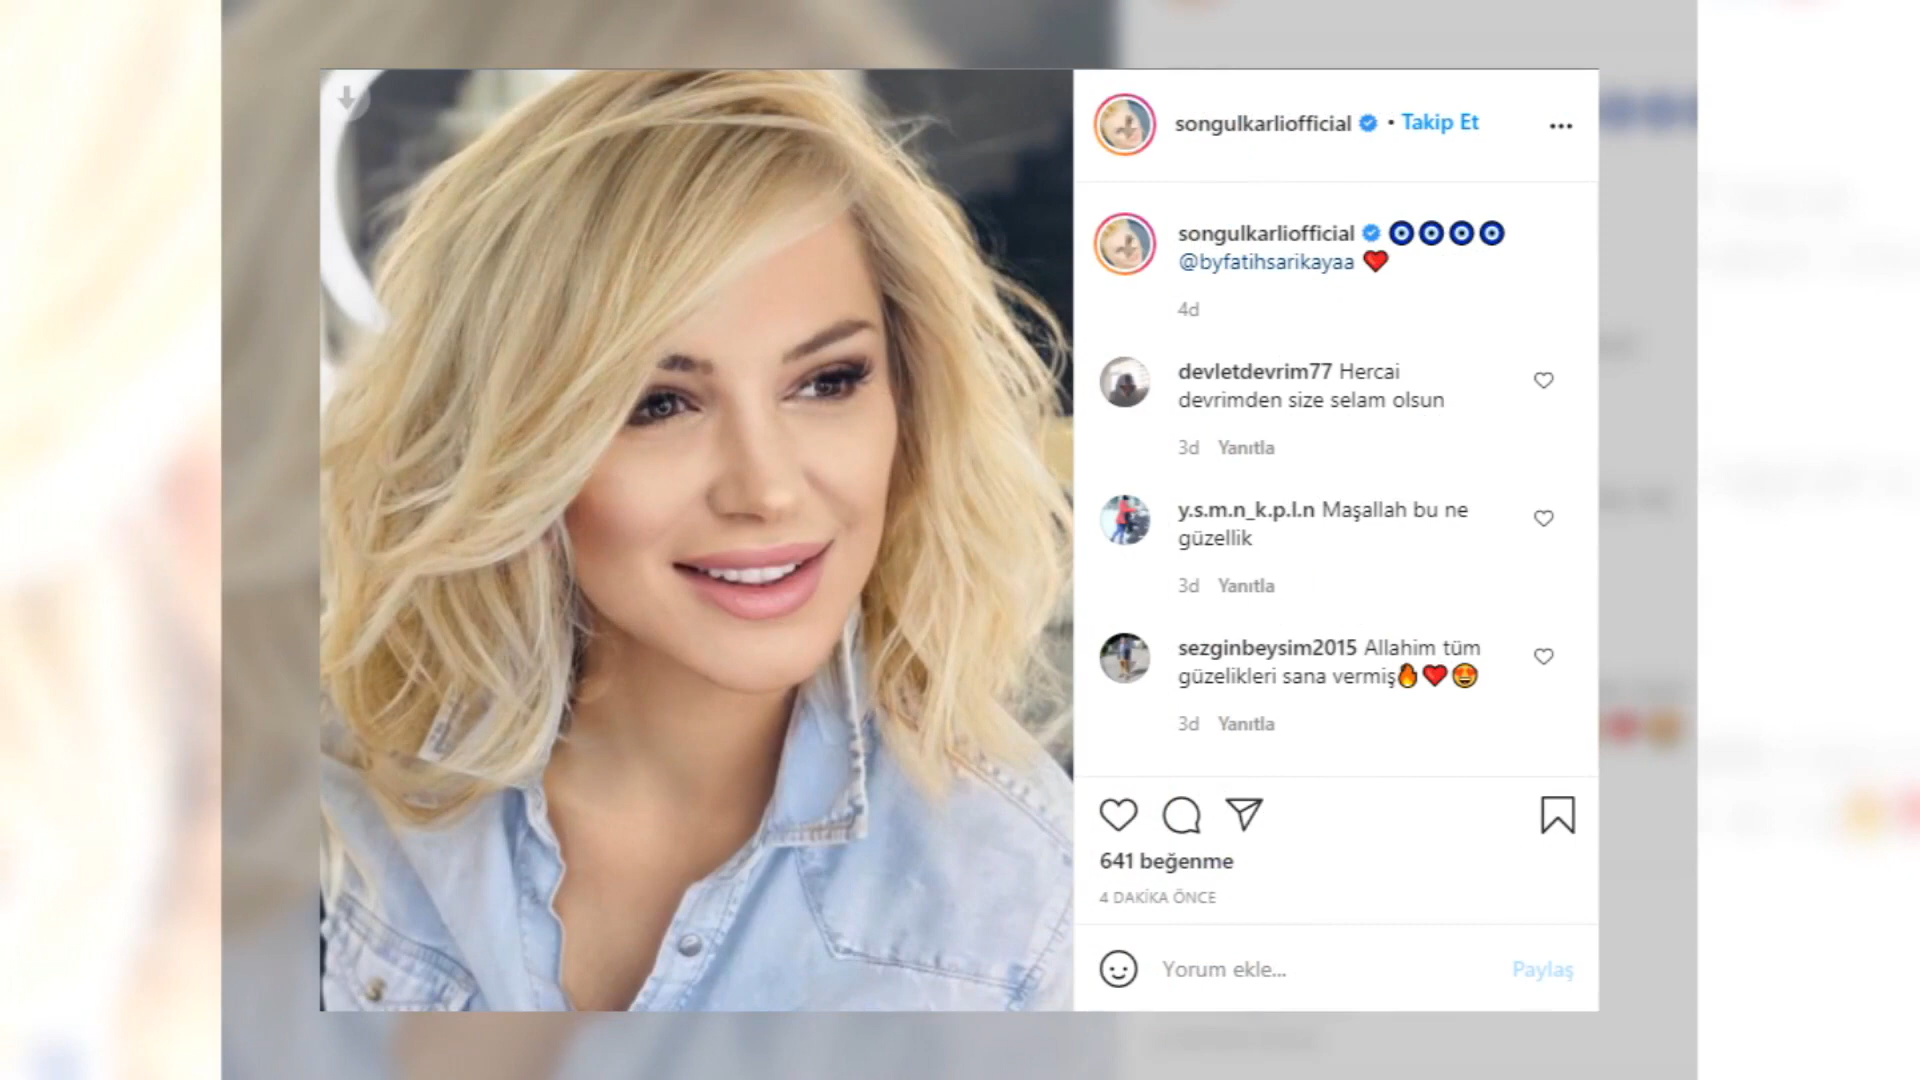 songulkarliofficial • Takip Et
songulkarliofficial
@byfatihsarikayaa
4d
devletdevrim77 Hercai
devrimden size selam olsun
3d Yanıtla
y.s.m.n_k.p.l.n Maşallah bu ne
güzellik
3d Yanıtla
sezginbeysim2015 Allahim tüm
güzelikleri sana vermiş🔥❤️😍
3d Yanıtla
641 beğenme
4 DAKİKA ÖNCE
Yorum ekle...
Paylaş